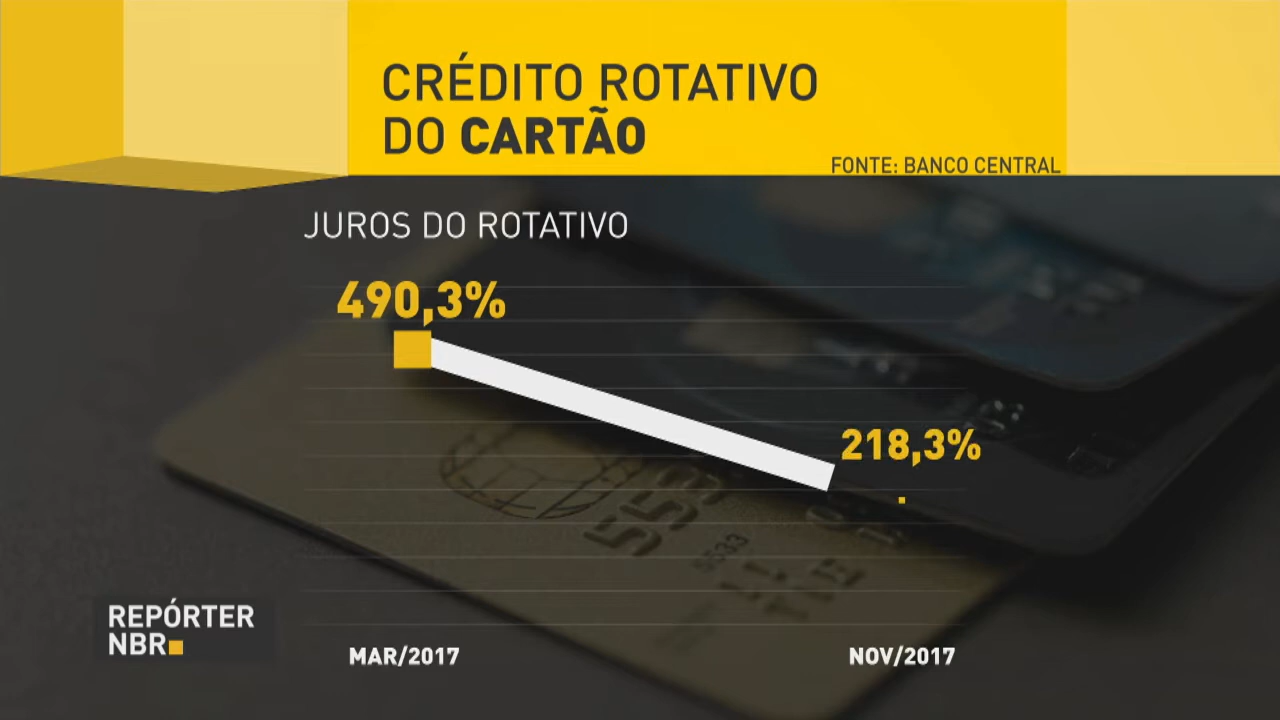 CRÉDITO ROTATIVO
DO CARTÃO
FONTE: BANCO CENTRAL
JUROS DO ROTATIVO
490,3%
218,3%
MAR/2017
NOV/2017
REPÓRTER
NBR